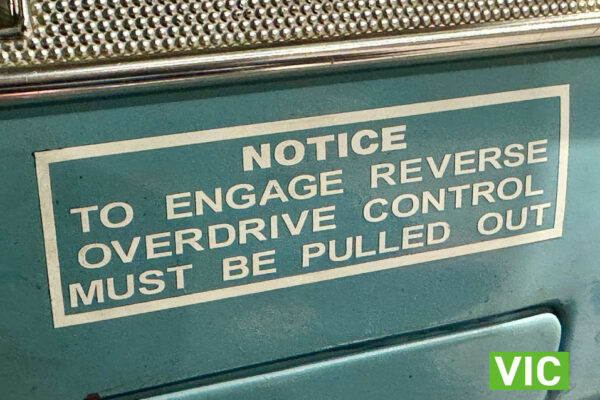 NOTICE
TO ENGAGE REVERSE
OVERDRIVE CONTROL
MUST BE PULLED OUT
VIC